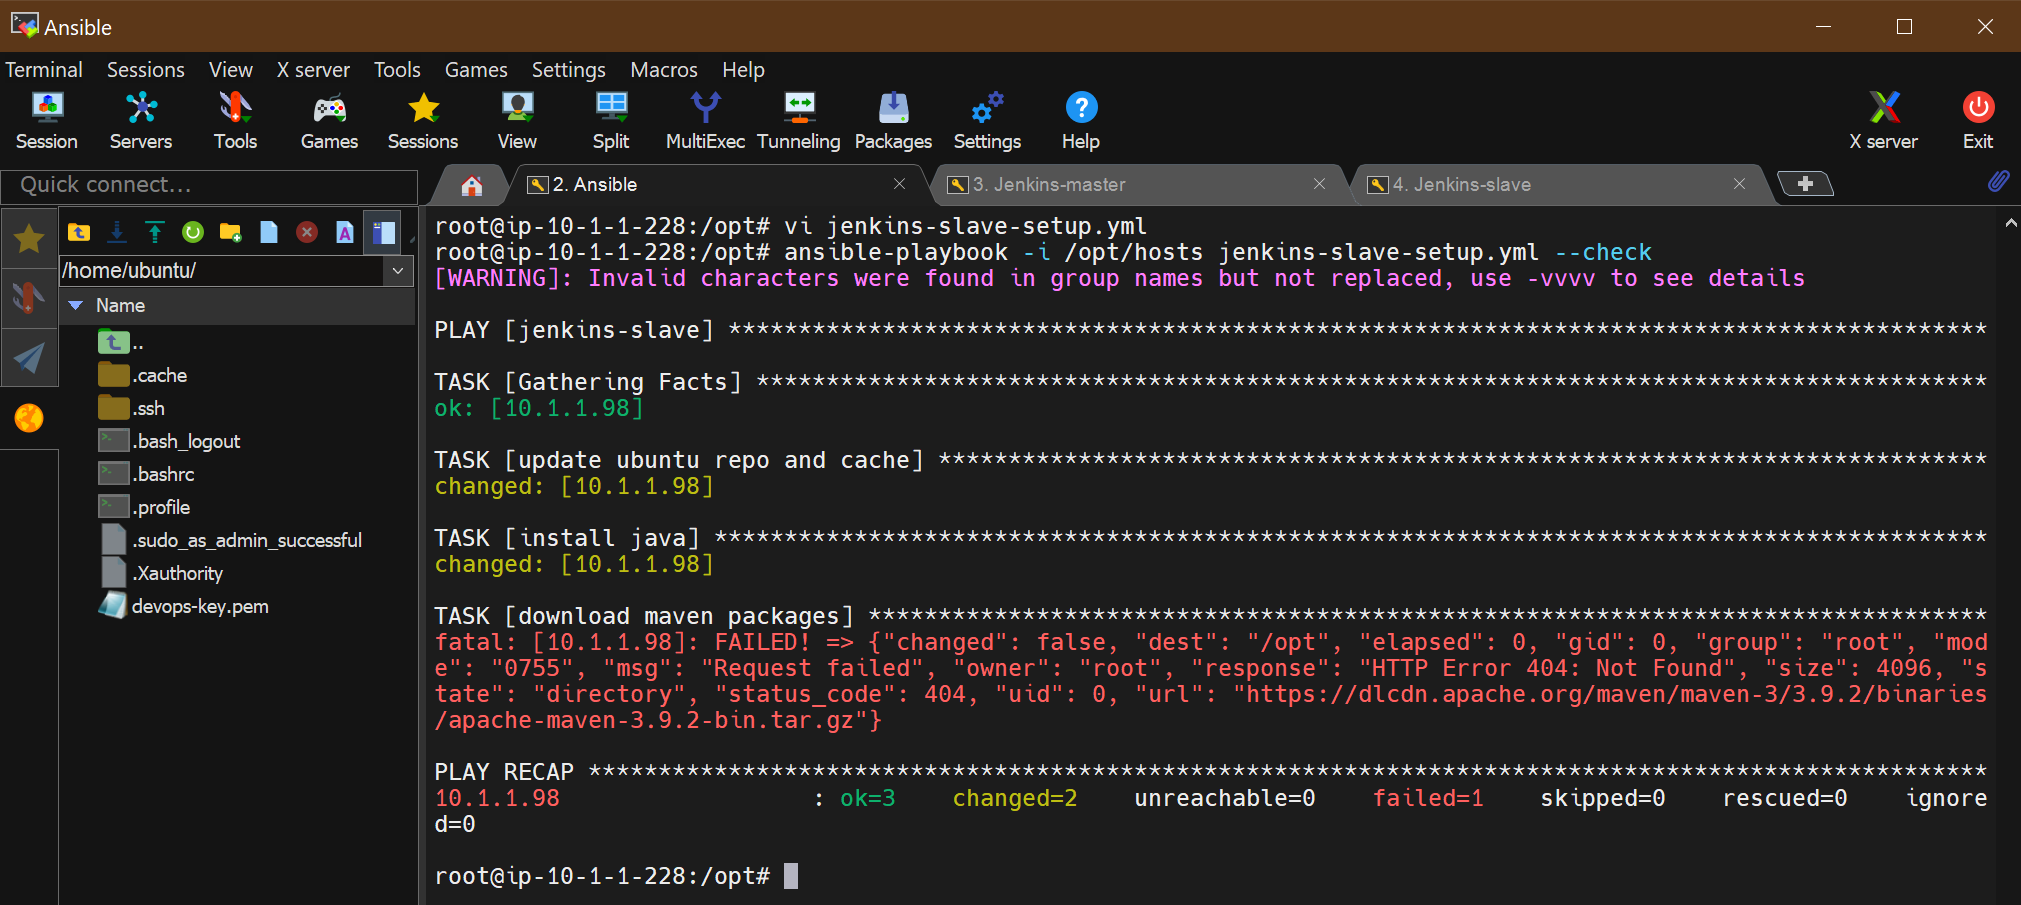 Ansible
Terminal Sessions View X server Tools Games Settings Macros Help
Session Servers Tools Games Sessions View Split MultiExec Tunneling Packages Settings Help X server Exit
Quick connect...
2. Ansible
3. Jenkins-master
4. Jenkins-slave
/home/ubuntu/
Name
..
.cache
.ssh
.bash_logout
.bashrc
.profile
.sudo_as_admin_successful
.Xauthority
devops-key.pem
root@ip-10-1-1-228:/opt# vi jenkins-slave-setup.yml
root@ip-10-1-1-228:/opt# ansible-playbook -i /opt/hosts jenkins-slave-setup.yml --check
[WARNING]: Invalid characters were found in group names but not replaced, use -vvvv to see details
PLAY [jenkins-slave] ******************************************************************************************
TASK [Gathering Facts] ****************************************************************************************
ok: [10.1.1.98]
TASK [update ubuntu repo and cache] ***************************************************************************
changed: [10.1.1.98]
TASK [install java] *******************************************************************************************
changed: [10.1.1.98]
TASK [download maven packages] ********************************************************************************
fatal: [10.1.1.98]: FAILED! => {"changed": false, "dest": "/opt", "elapsed": 0, "gid": 0, "group": "root", "mod
e": "0755", "msg": "Request failed", "owner": "root", "response": "HTTP Error 404: Not Found", "size": 4096, "s
tate": "directory", "status_code": 404, "uid": 0, "url": "https://dlcdn.apache.org/maven/maven-3/3.9.2/binaries
/apache-maven-3.9.2-bin.tar.gz"}
PLAY RECAP ****************************************************************************************************
10.1.1.98                  : ok=3    changed=2    unreachable=0    failed=1    skipped=0    rescued=0    ignore
d=0
root@ip-10-1-1-228:/opt#